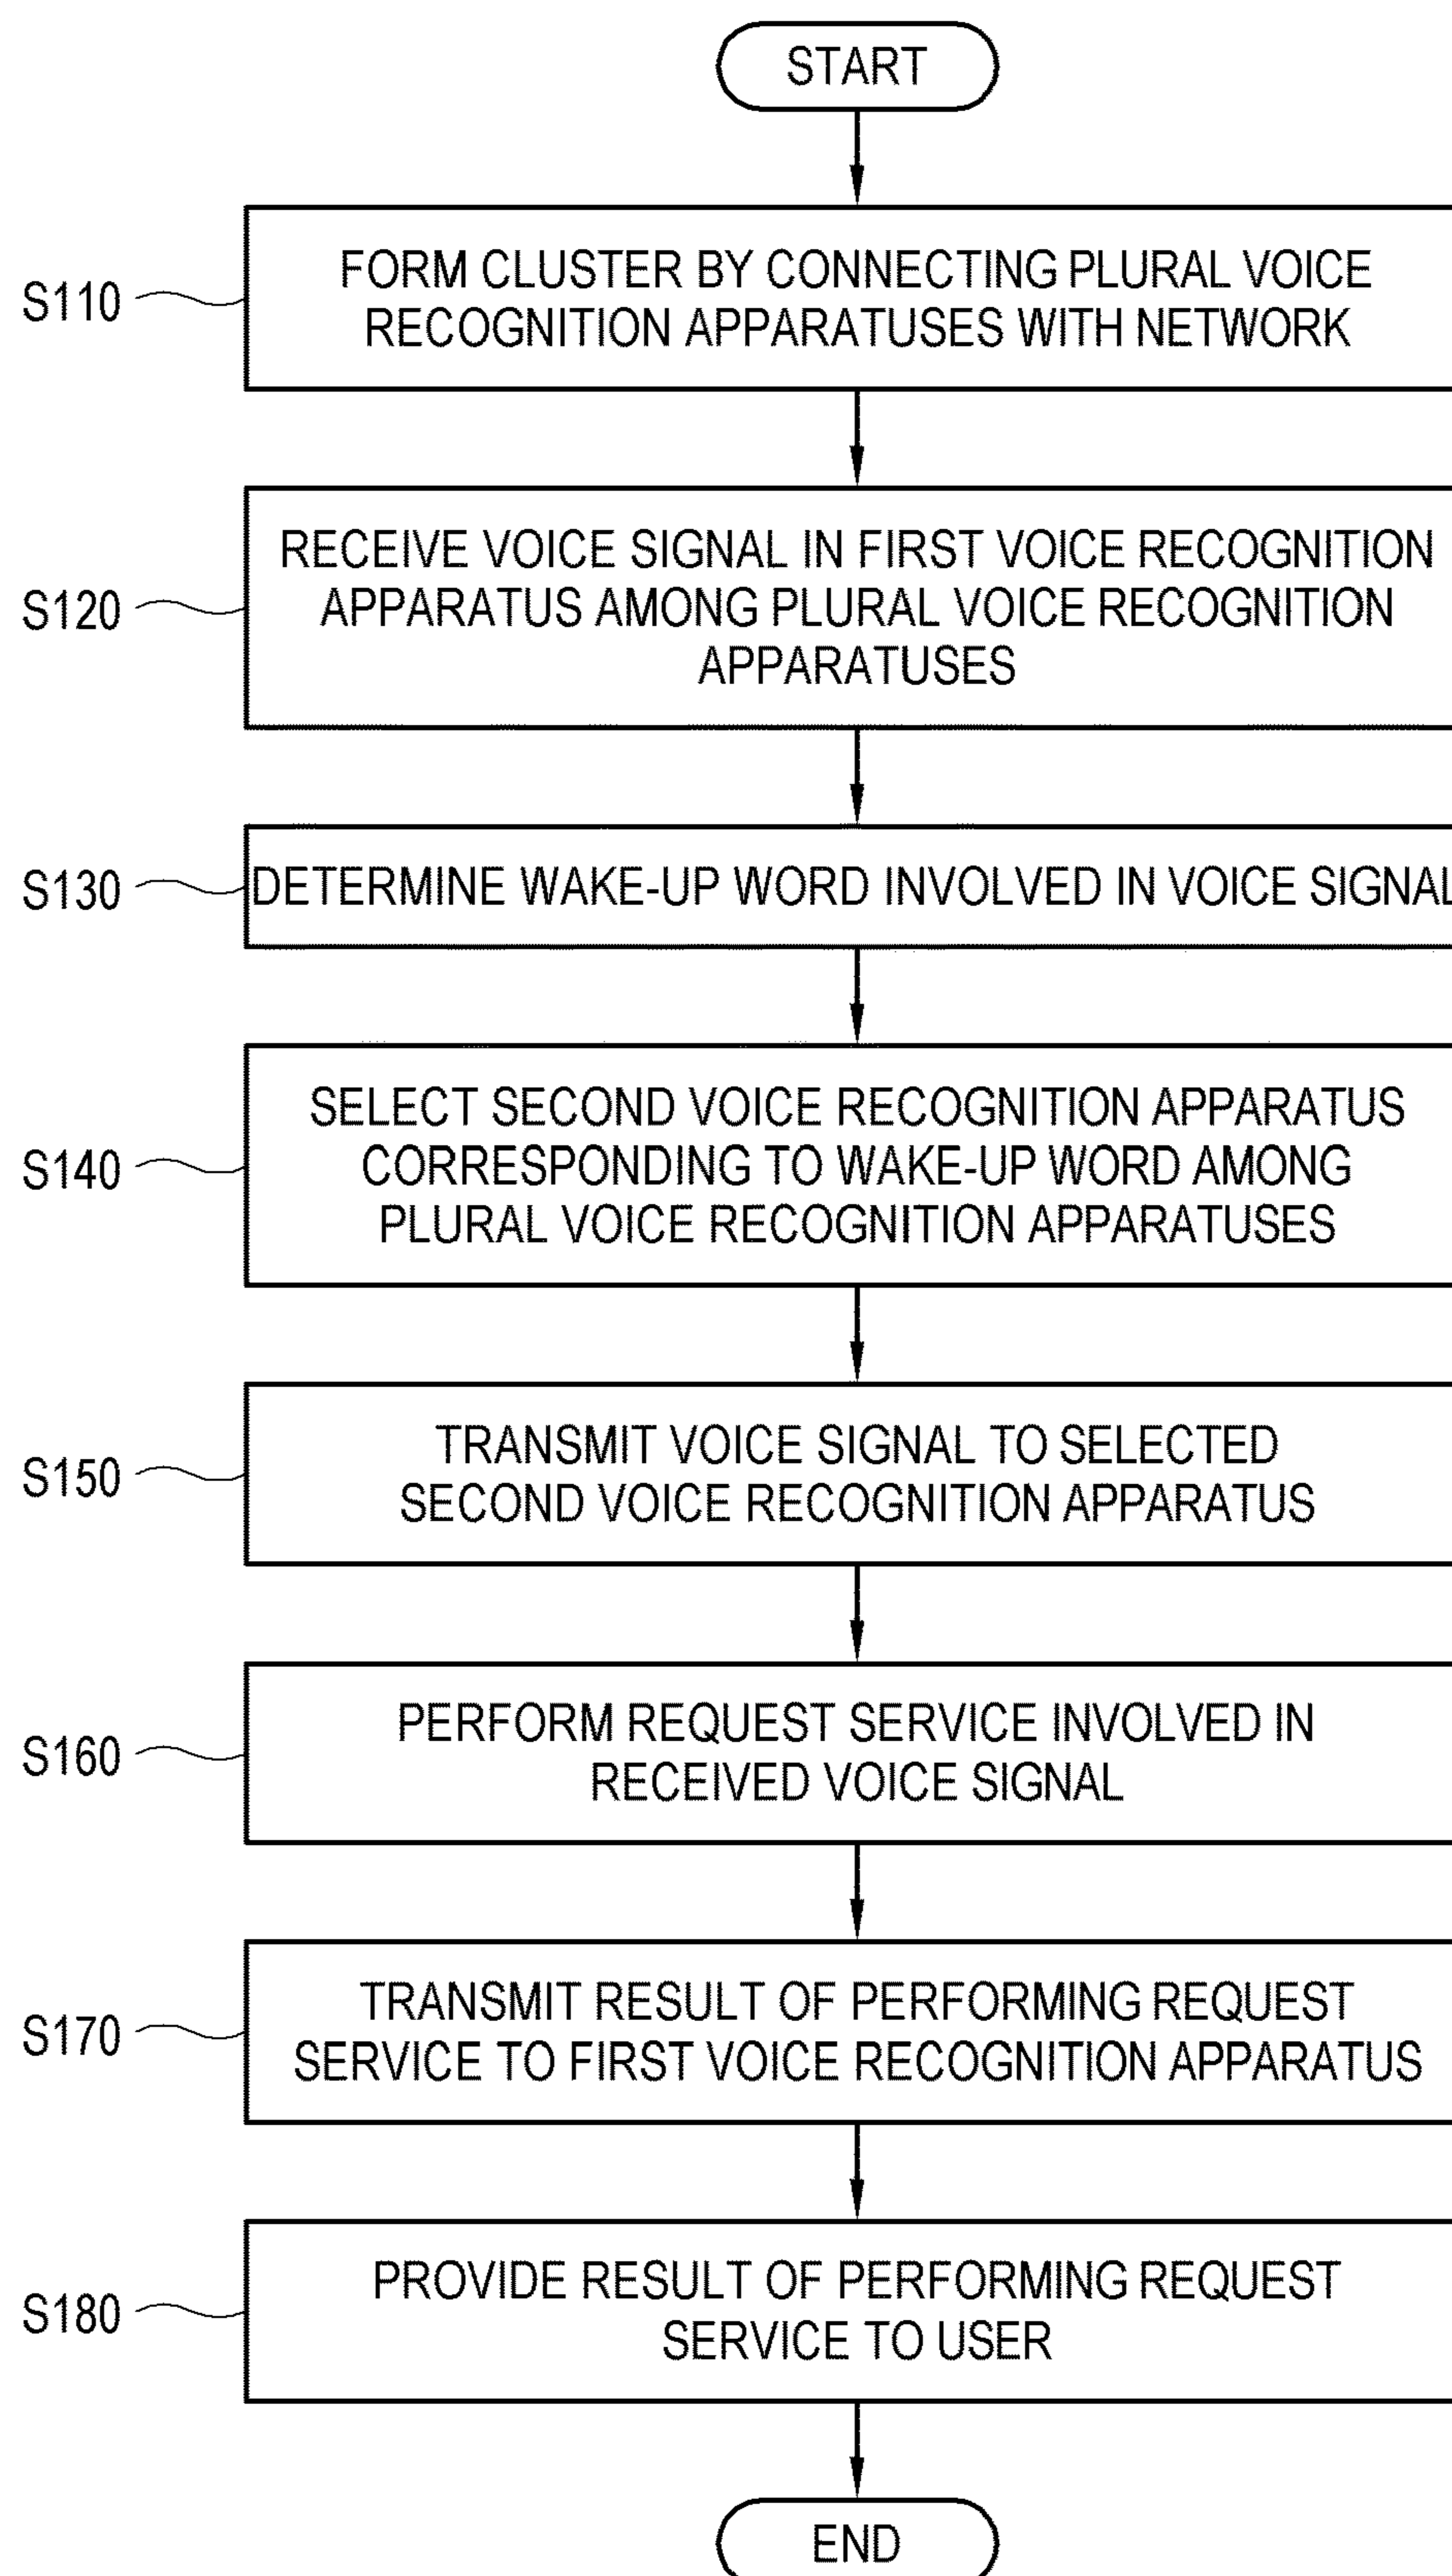 START
S110
FORM CLUSTER BY CONNECTING PLURAL VOICE
RECOGNITION APPARATUSES WITH NETWORK
S120
RECEIVE VOICE SIGNAL IN FIRST VOICE RECOGNITION
APPARATUS AMONG PLURAL VOICE RECOGNITION
APPARATUSES
S130
DETERMINE WAKE-UP WORD INVOLVED IN VOICE SIGNAL
S140
SELECT SECOND VOICE RECOGNITION APPARATUS
CORRESPONDING TO WAKE-UP WORD AMONG
PLURAL VOICE RECOGNITION APPARATUSES
S150
TRANSMIT VOICE SIGNAL TO SELECTED
SECOND VOICE RECOGNITION APPARATUS
S160
PERFORM REQUEST SERVICE INVOLVED IN
RECEIVED VOICE SIGNAL
S170
TRANSMIT RESULT OF PERFORMING REQUEST
SERVICE TO FIRST VOICE RECOGNITION APPARATUS
S180
PROVIDE RESULT OF PERFORMING REQUEST
SERVICE TO USER
END